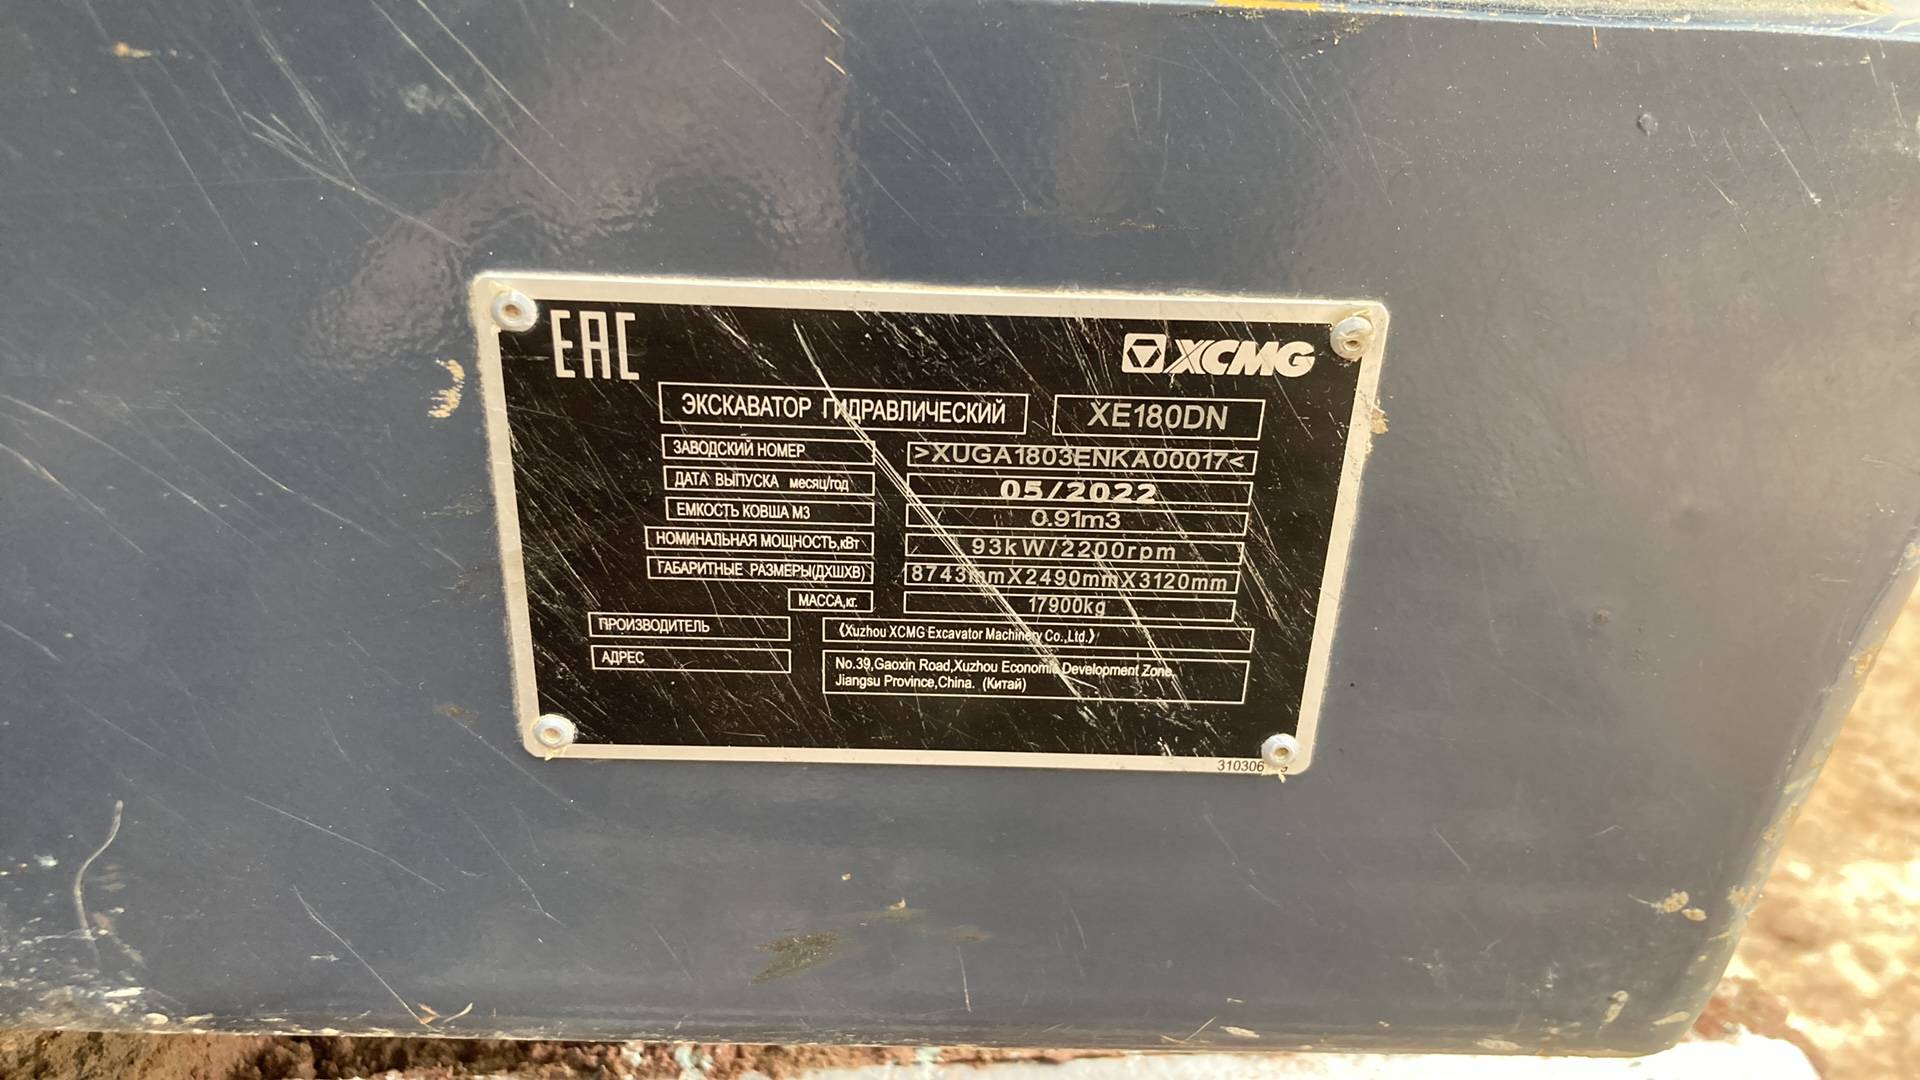 EAC
XCMG
ЭКСКАВАТОР ГИДРАВЛИЧЕСКИЙ XE180DN
ЗАВОДСКИЙ НОМЕР >XUGA1803ENKA00017<
ДАТА ВЫПУСКА месяц/год 05/2022
ЕМКОСТЬ КОВША М3 0.91m3
НОМИНАЛЬНАЯ МОЩНОСТЬ,кВт 93kW/2200rpm
ГАБАРИТНЫЕ РАЗМЕРЫ(ДХШХВ) 8743mmX2490mmX3120mm
МАССА,кг. 17900kg
ПРОИЗВОДИТЕЛЬ 《Xuzhou XCMG Excavator Machinery Co.,Ltd.》
АДРЕС No.39,Gaoxin Road,Xuzhou Economic Development Zone,
Jiangsu Province,China. (Китай)